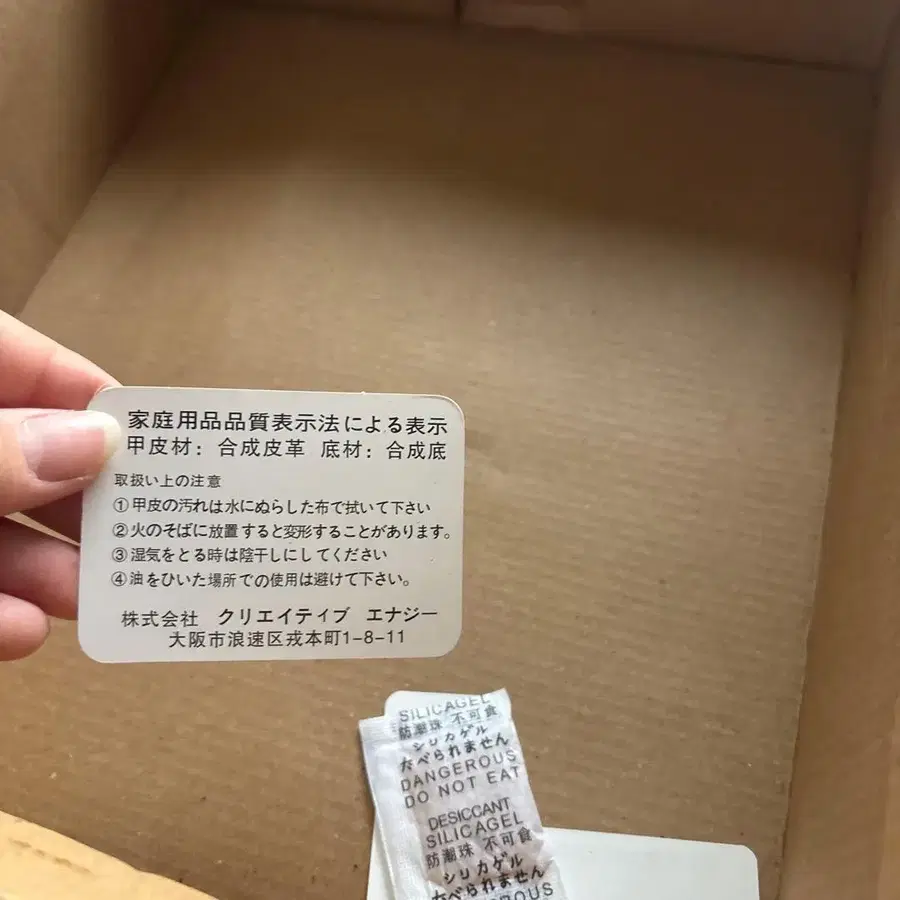 家庭用品品質表示法による表示
甲皮材：合成皮革 底材：合成底
取扱い上の注意
①甲皮の汚れは水にぬらした布で拭いて下さい
②火のそばに放置すると変形することがあります。
③湿気をとる時は陰干しにしてください
④油をひいた場所での使用は避けて下さい。
株式会社 クリエイティブ エナジー
大阪市浪速区戎本町1-8-11
SILICAGEL
防潮珠 不可食
シリカゲル
たべられません
DANGEROUS
DO NOT EAT
DESICCANT
SILICAGEL
防潮珠 不可食
シリカゲル
たべられません
DANGEROUS